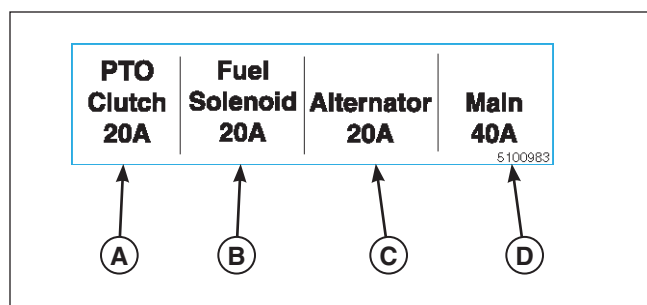 PTO
Clutch
20A
Fuel
Solenoid
20A
Alternator
20A
Main
40A
5100983
A
B
C
D